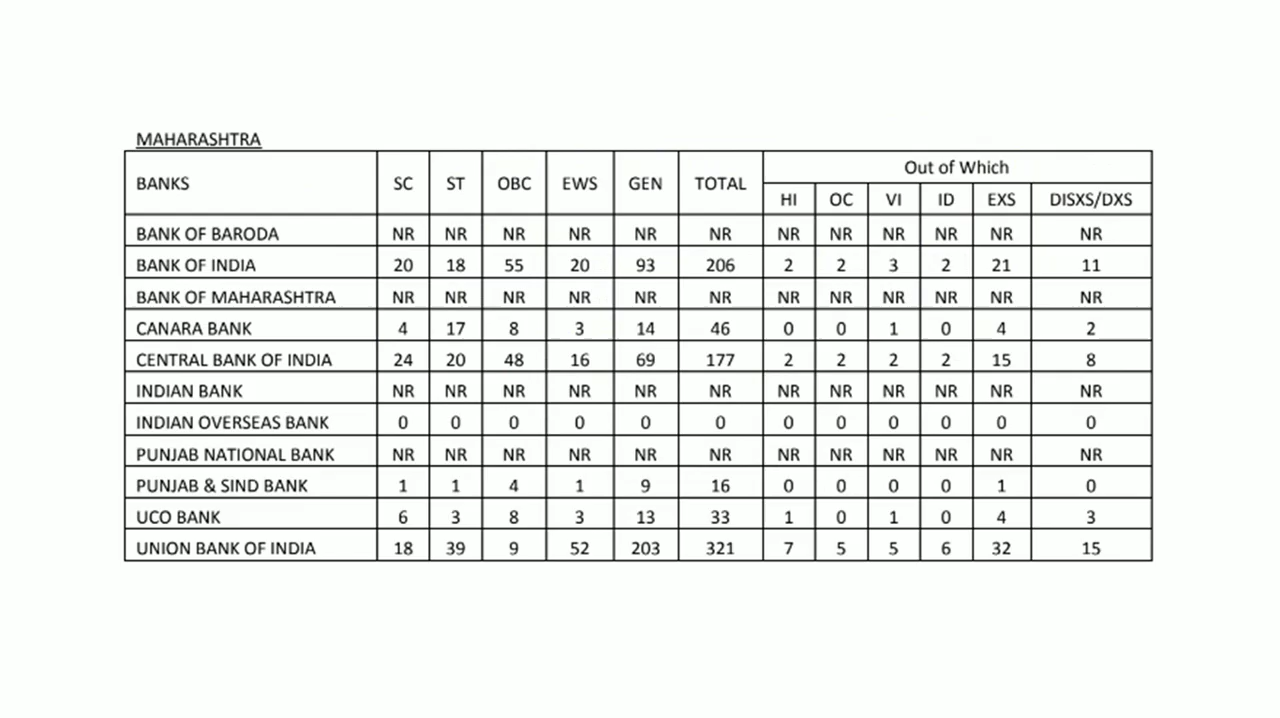 MAHARASHTRA
Out of Which
BANKS SC ST OBC EWS GEN TOTAL HI OC VI ID EXS DISXS/DXS
BANK OF BARODA NR NR NR NR NR NR NR NR NR NR NR NR
BANK OF INDIA 20 18 55 20 93 206 2 2 3 2 21 11
BANK OF MAHARASHTRA NR NR NR NR NR NR NR NR NR NR NR NR
CANARA BANK 4 17 8 3 14 46 0 0 1 0 4 2
CENTRAL BANK OF INDIA 24 20 48 16 69 177 2 2 2 2 15 8
INDIAN BANK NR NR NR NR NR NR NR NR NR NR NR NR
INDIAN OVERSEAS BANK 0 0 0 0 0 0 0 0 0 0 0 0
PUNJAB NATIONAL BANK NR NR NR NR NR NR NR NR NR NR NR NR
PUNJAB & SIND BANK 1 1 4 1 9 16 0 0 0 0 1 0
UCO BANK 6 3 8 3 13 33 1 0 1 0 4 3
UNION BANK OF INDIA 18 39 9 52 203 321 7 5 5 6 32 15